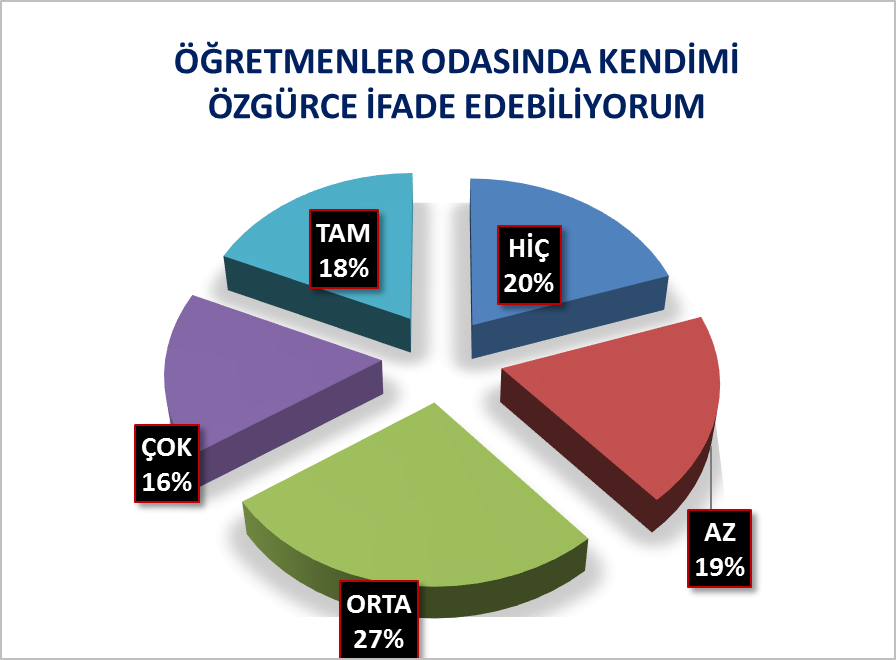 ÖĞRETMENLER ODASINDA KENDİMİ
ÖZGÜRCE İFADE EDEBİLİYORUM
TAM
18%
HİÇ
20%
ÇOK
16%
AZ
19%
ORTA
27%